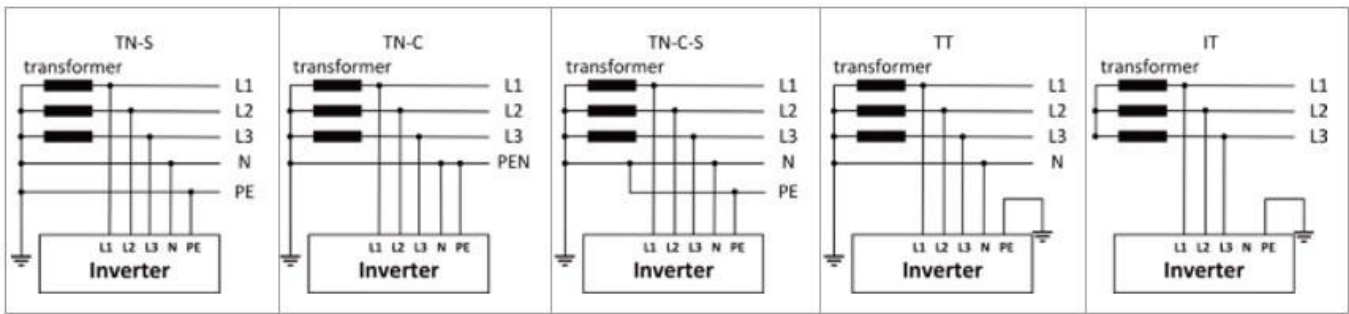 TN-S
transformer
L1
L2
L3
N
PE
L1 L2 L3 N PE
Inverter
TN-C
transformer
L1
L2
L3
PEN
L1 L2 L3 N PE
Inverter
TN-C-S
transformer
L1
L2
L3
N
PE
L1 L2 L3 N PE
Inverter
TT
transformer
L1
L2
L3
N
L1 L2 L3 N PE
Inverter
IT
transformer
L1
L2
L3
L1 L2 L3 N PE
Inverter